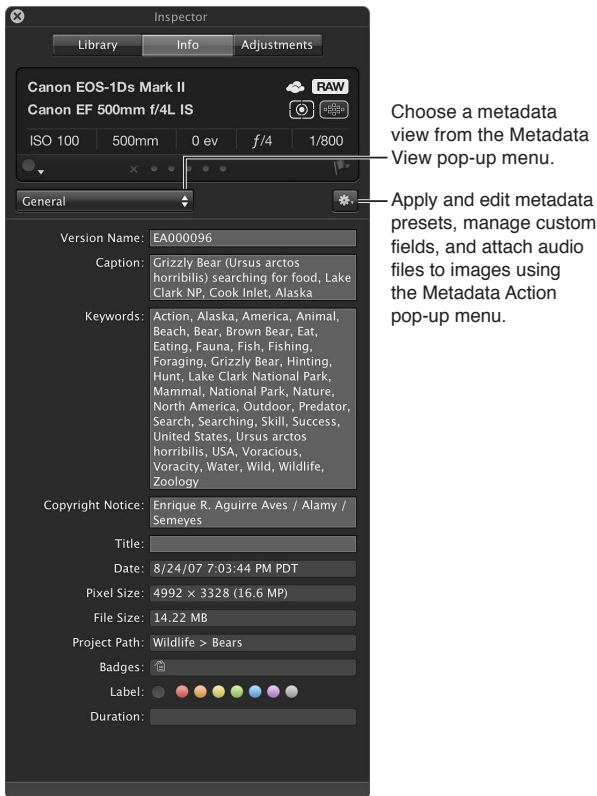 Inspector
Library Info Adjustments
Canon EOS-1Ds Mark II RAW
Canon EF 500mm f/4L IS
ISO 100 500mm 0 ev ƒ/4 1/800
General
Choose a metadata
view from the Metadata
View pop-up menu.
Apply and edit metadata
presets, manage custom
fields, and attach audio
files to images using
the Metadata Action
pop-up menu.
Version Name: EA000096
Caption: Grizzly Bear (Ursus arctos
horribilis) searching for food, Lake
Clark NP, Cook Inlet, Alaska
Keywords: Action, Alaska, America, Animal,
Beach, Bear, Brown Bear, Eat,
Eating, Fauna, Fish, Fishing,
Foraging, Grizzly Bear, Hinting,
Hunt, Lake Clark National Park,
Mammal, National Park, Nature,
North America, Outdoor, Predator,
Search, Searching, Skill, Success,
United States, Ursus arctos
horribilis, USA, Voracious,
Voracity, Water, Wild, Wildlife,
Zoology
Copyright Notice: Enrique R. Aguirre Aves / Alamy /
Semeyes
Title:
Date: 8/24/07 7:03:44 PM PDT
Pixel Size: 4992 × 3328 (16.6 MP)
File Size: 14.22 MB
Project Path: Wildlife > Bears
Badges:
Label:
Duration: